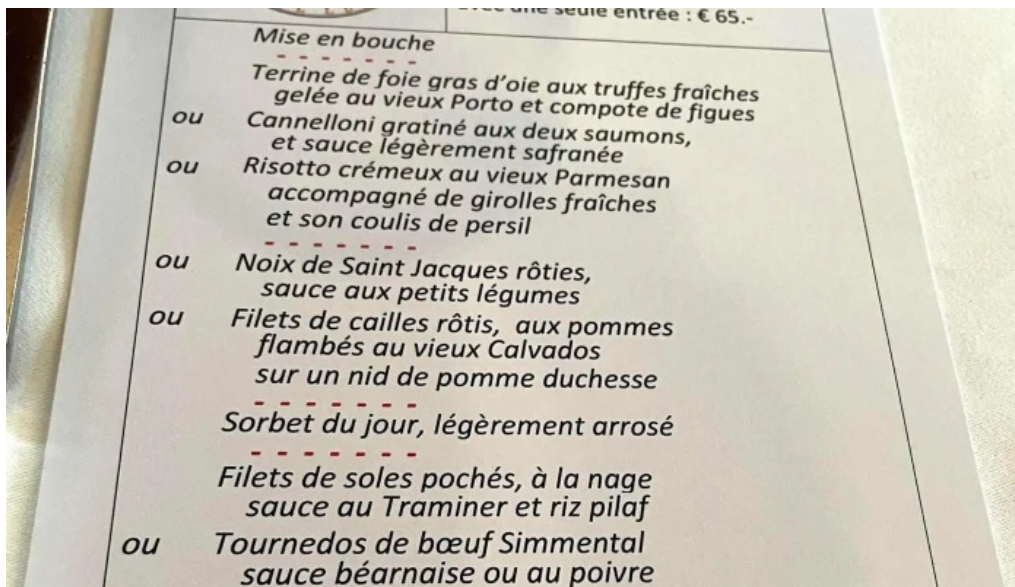 une seule entrée : € 65.-
Mise en bouche
- - - - - - -
Terrine de foie gras d'oie aux truffes fraîches
gelée au vieux Porto et compote de figues
ou Cannelloni gratiné aux deux saumons,
et sauce légèrement safranée
ou Risotto crémeux au vieux Parmesan
accompagné de girolles fraîches
et son coulis de persil
- - - - - - -
ou Noix de Saint Jacques rôties,
sauce aux petits légumes
ou Filets de cailles rôtis, aux pommes
flambés au vieux Calvados
sur un nid de pomme duchesse
- - - - - - -
Sorbet du jour, légèrement arrosé
- - - - - - -
Filets de soles pochés, à la nage
sauce au Traminer et riz pilaf
ou Tournedos de bœuf Simmental
sauce béarnaise ou au poivre